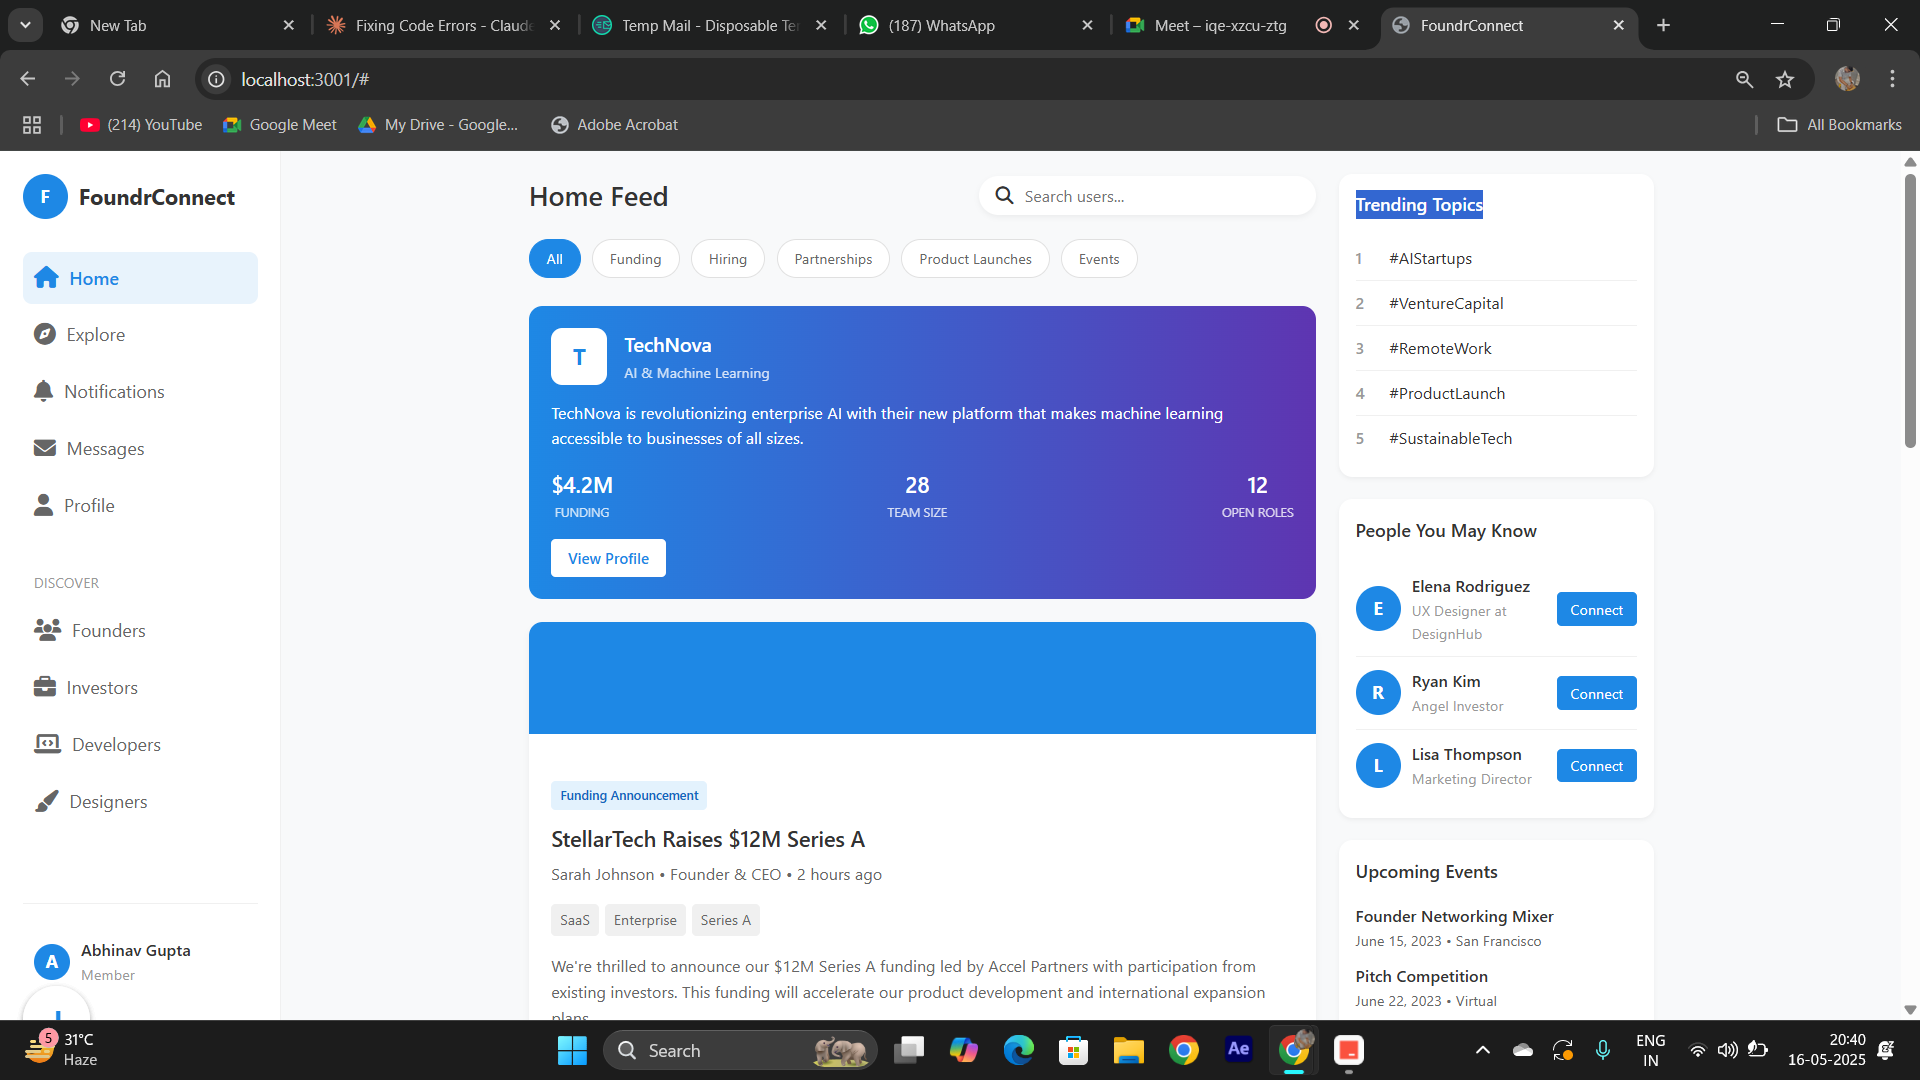 New Tab
Fixing Code Errors - Claude
Temp Mail - Disposable Te
(187) WhatsApp
Meet – iqe-xzcu-ztg
FoundrConnect
localhost:3001/#
(214) YouTube
Google Meet
My Drive - Google...
Adobe Acrobat
All Bookmarks
F
FoundrConnect
Home
Explore
Notifications
Messages
Profile
DISCOVER
Founders
Investors
Developers
Designers
A
Abhinav Gupta
Member
Home Feed
Search users...
All
Funding
Hiring
Partnerships
Product Launches
Events
T
TechNova
AI & Machine Learning
TechNova is revolutionizing enterprise AI with their new platform that makes machine learning
accessible to businesses of all sizes.
$4.2M
FUNDING
28
TEAM SIZE
12
OPEN ROLES
View Profile
Funding Announcement
StellarTech Raises $12M Series A
Sarah Johnson • Founder & CEO • 2 hours ago
SaaS
Enterprise
Series A
We're thrilled to announce our $12M Series A funding led by Accel Partners with participation from
existing investors. This funding will accelerate our product development and international expansion
plans
Trending Topics
1 #AIStartups
2 #VentureCapital
3 #RemoteWork
4 #ProductLaunch
5 #SustainableTech
People You May Know
E
Elena Rodriguez
UX Designer at
DesignHub
Connect
R
Ryan Kim
Angel Investor
Connect
L
Lisa Thompson
Marketing Director
Connect
Upcoming Events
Founder Networking Mixer
June 15, 2023 • San Francisco
Pitch Competition
June 22, 2023 • Virtual
5
31°C
Haze
Search
Ae
ENG
IN
20:40
16-05-2025